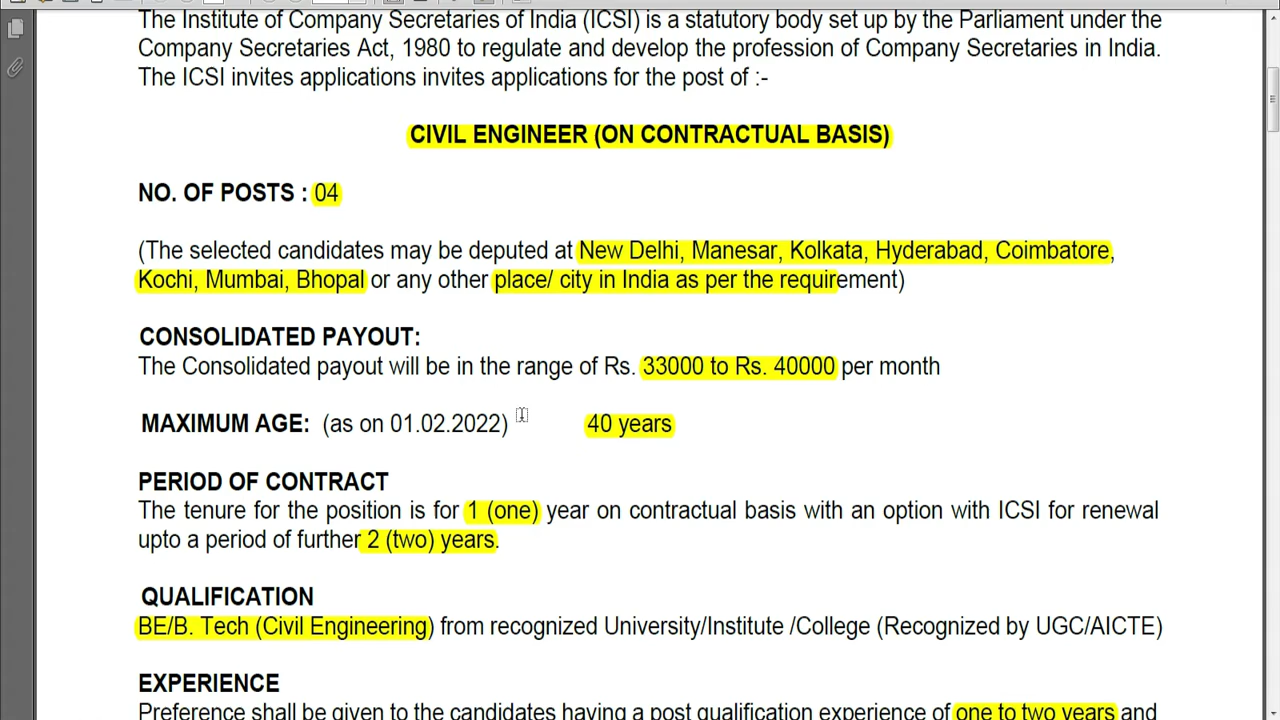 The Institute of Company Secretaries of India (ICSI) is a statutory body set up by the Parliament under the
Company Secretaries Act, 1980 to regulate and develop the profession of Company Secretaries in India.
The ICSI invites applications invites applications for the post of :-
CIVIL ENGINEER (ON CONTRACTUAL BASIS)
NO. OF POSTS : 04
(The selected candidates may be deputed at New Delhi, Manesar, Kolkata, Hyderabad, Coimbatore,
Kochi, Mumbai, Bhopal or any other place/ city in India as per the requirement)
CONSOLIDATED PAYOUT:
The Consolidated payout will be in the range of Rs. 33000 to Rs. 40000 per month
MAXIMUM AGE: (as on 01.02.2022) 40 years
PERIOD OF CONTRACT
The tenure for the position is for 1 (one) year on contractual basis with an option with ICSI for renewal
upto a period of further 2 (two) years.
QUALIFICATION
BE/B. Tech (Civil Engineering) from recognized University/Institute /College (Recognized by UGC/AICTE)
EXPERIENCE
Preference shall be given to the candidates having a post qualification experience of one to two years and